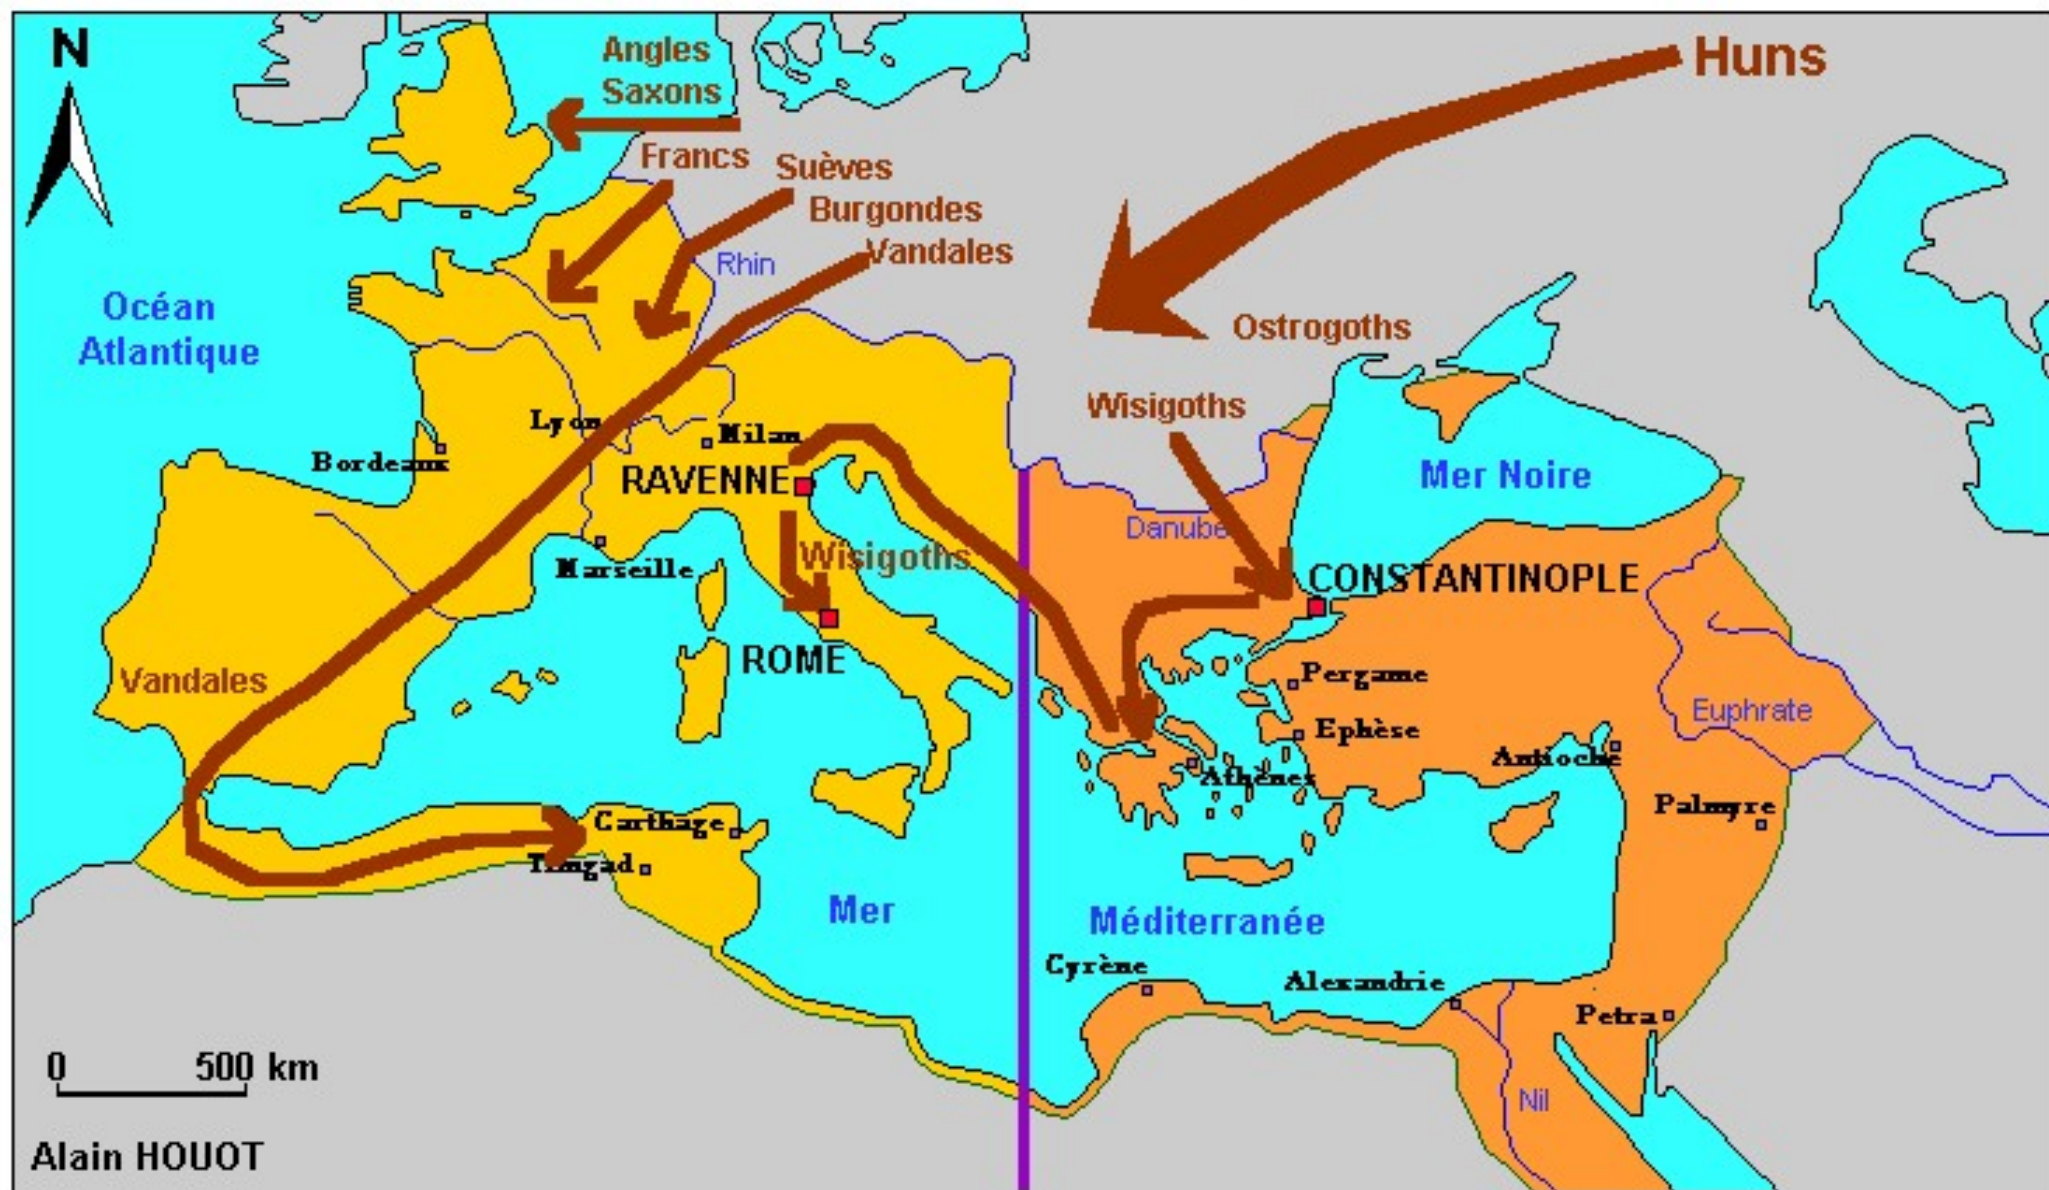 N
Angles
Saxons
Huns
Francs
Suèves
Burgondes
Vandales
Rhin
Océan
Atlantique
Ostrogoths
Wisigoths
Lyon
Milan
Bordeaux
RAVENNE
Mer Noire
Danube
Marseille
Wisigoths
CONSTANTINOPLE
ROME
Vandales
Pergame
Euphrate
Ephèse
Antioche
Athènes
Palmyre
Carthage
Timgad
Mer
Méditerranée
Cyrène
Alexandrie
Petra
0 500 km
Nil
Alain HOUOT